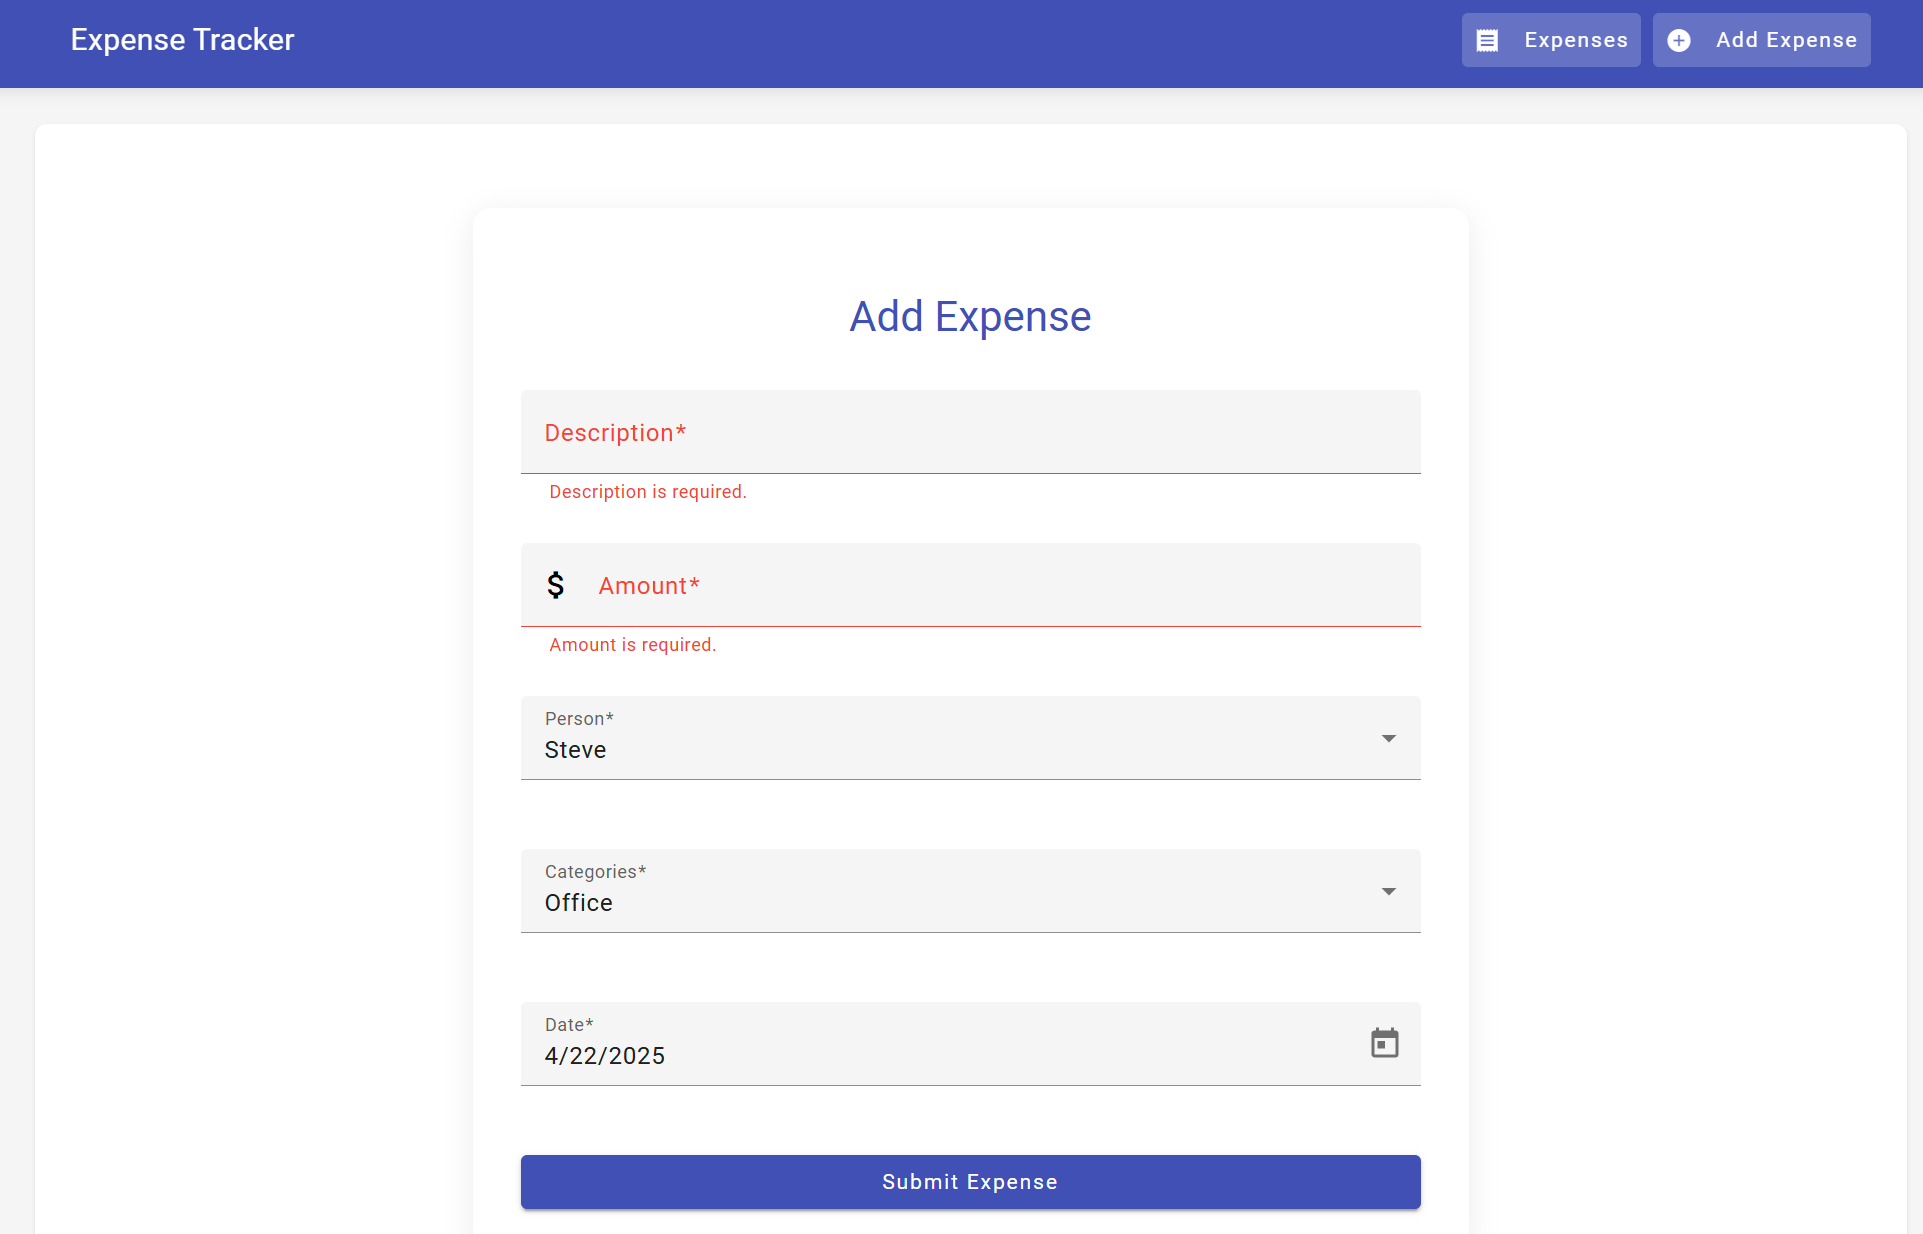 Expense Tracker
Expenses
Add Expense
Add Expense
Description*
Description is required.
$ Amount*
Amount is required.
Person*
Steve
Categories*
Office
Date*
4/22/2025
Submit Expense